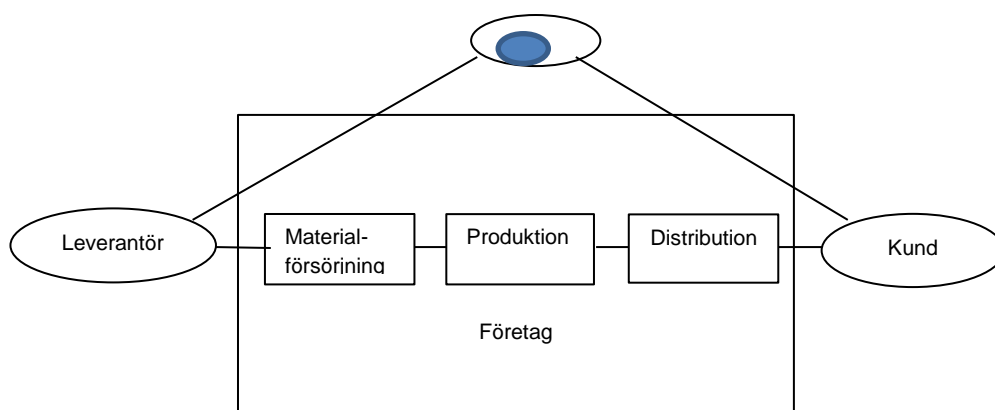 Leverantör
Material-
försörjning
Produktion
Distribution
Kund
Företag